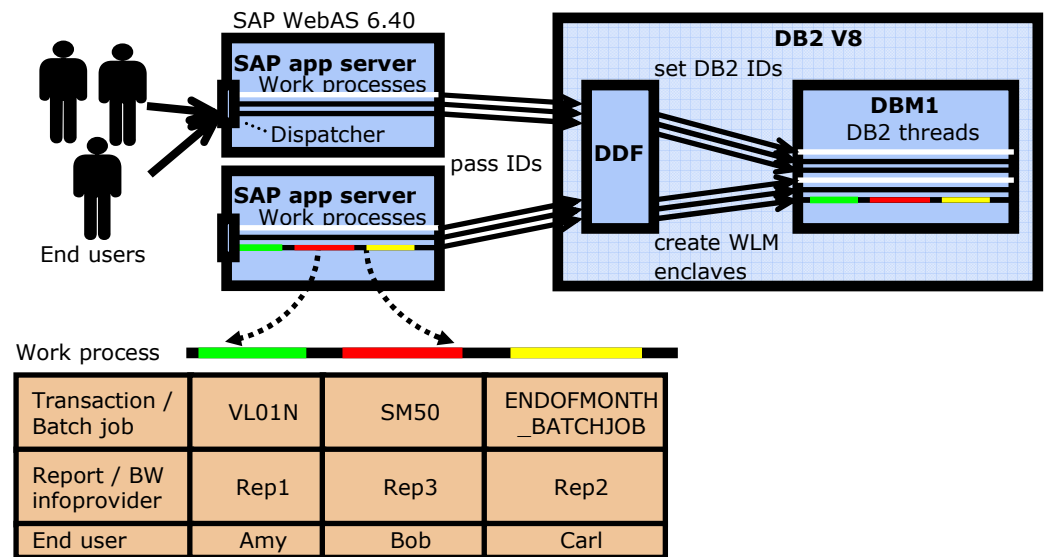 SAP WebAS 6.40
SAP app server
Work processes
Dispatcher
SAP app server
Work processes
End users
pass IDs
DB2 V8
set DB2 IDs
DDF
create WLM
enclaves
DBM1
DB2 threads
Work process
Transaction /
Batch job
VL01N
SM50
ENDOFMONTH
_BATCHJOB
Report / BW
infoprovider
Rep1
Rep3
Rep2
End user
Amy
Bob
Carl